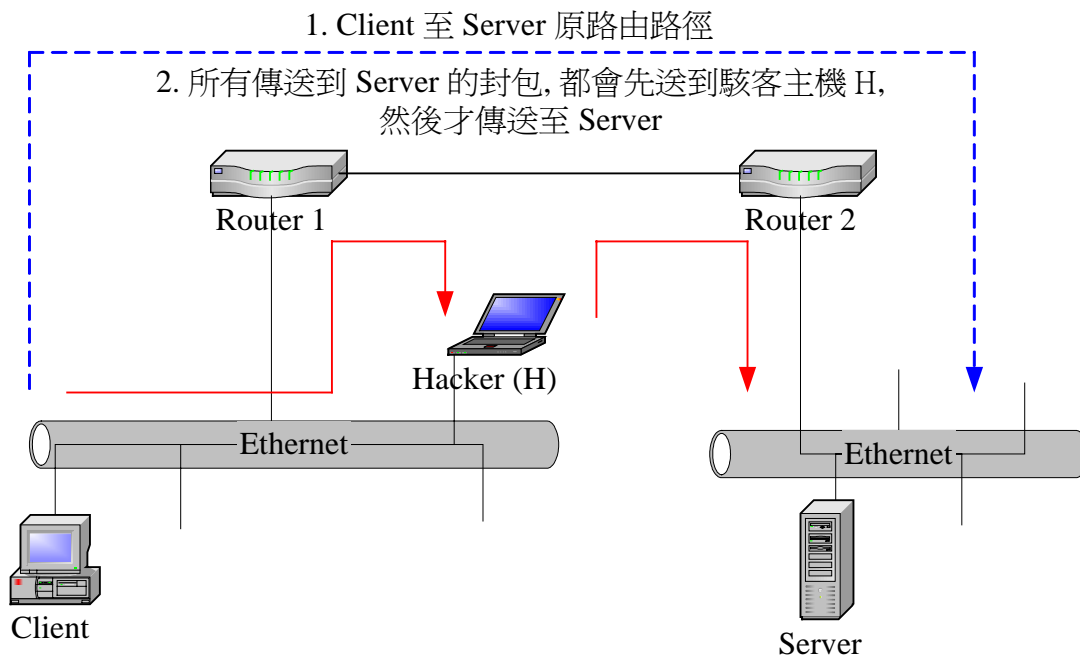 1. Client 至 Server 原路由路徑
2. 所有傳送到 Server 的封包, 都會先送到駭客主機 H,
然後才傳送至 Server
Router 1
Router 2
Hacker (H)
Ethernet
Ethernet
Client
Server